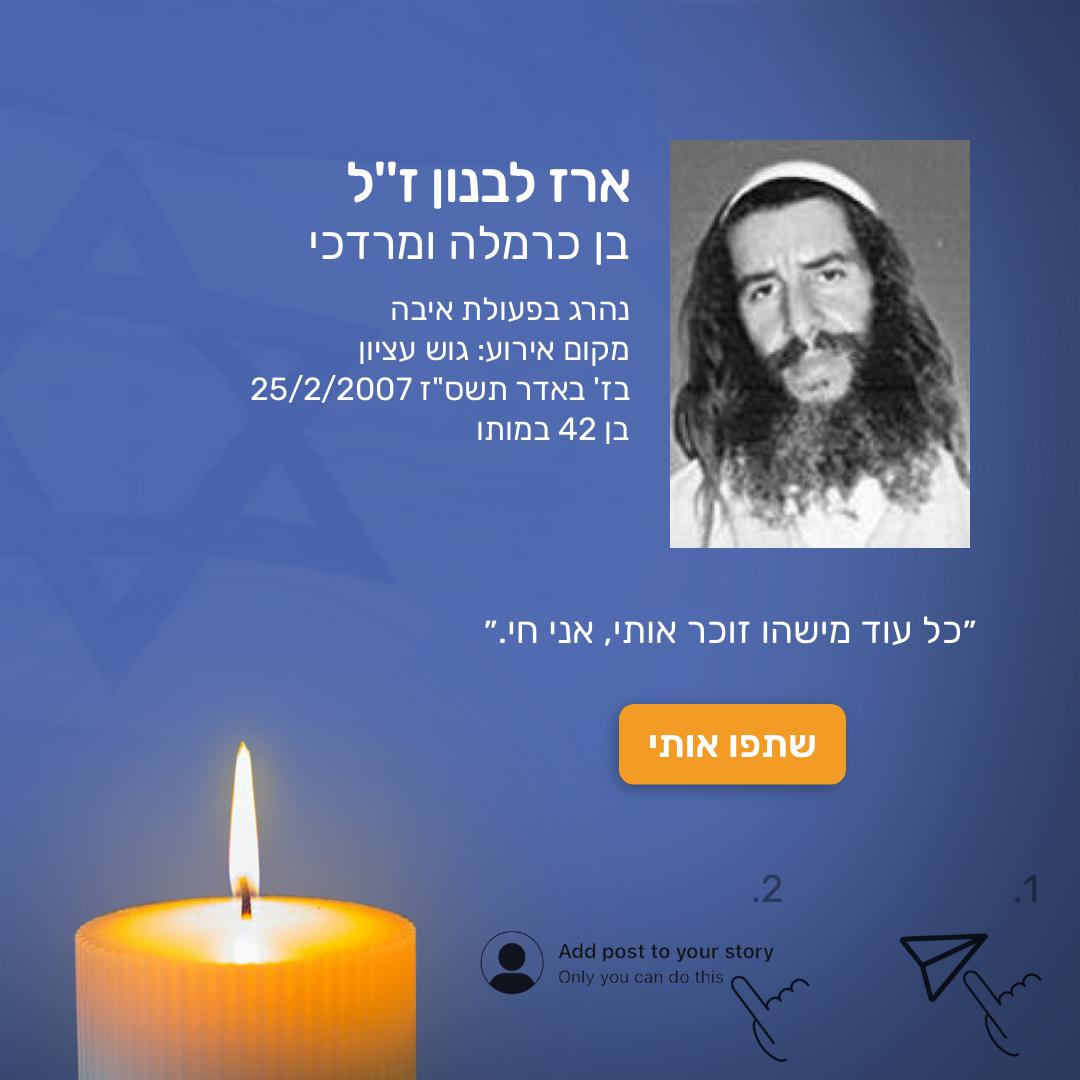 ארז לבנון ז"ל
בן כרמלה ומרדכי
נהרג בפעולת איבה
מקום אירוע: גוש עציון
בז' באדר תשס"ז 25/2/2007
בן 42 במותו
״כל עוד מישהו זוכר אותי, אני חי.״
שתפו אותי
1.
2.
Add post to your story
Only you can do this